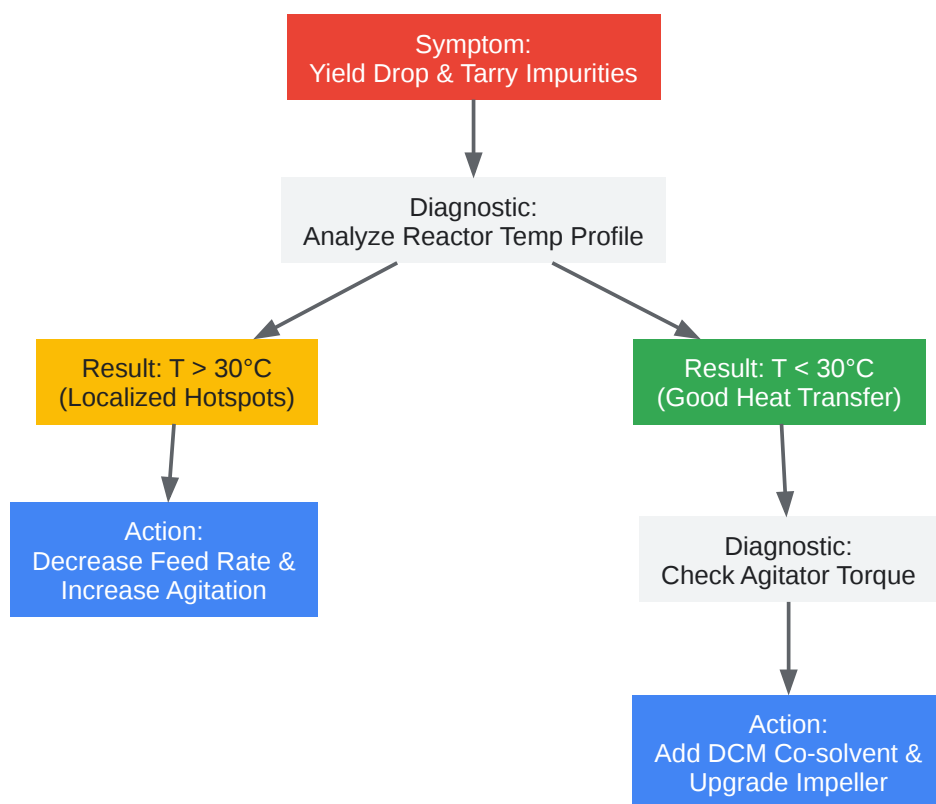 Symptom:
Yield Drop & Tarry Impurities
Diagnostic:
Analyze Reactor Temp Profile
Result: T > 30°C
(Localized Hotspots)
Result: T < 30°C
(Good Heat Transfer)
Action:
Decrease Feed Rate &
Increase Agitation
Diagnostic:
Check Agitator Torque
Action:
Add DCM Co-solvent &
Upgrade Impeller